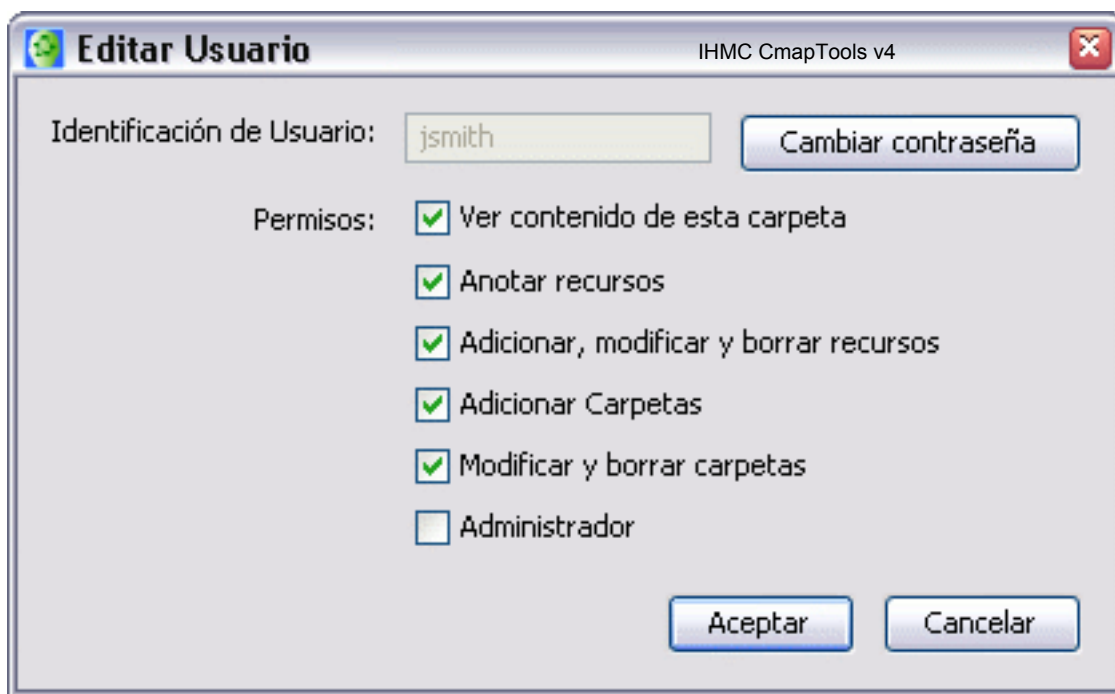 Editar Usuario IHMC CmapTools v4
Identificación de Usuario: jsmith Cambiar contraseña
Permisos: Ver contenido de esta carpeta
Anotar recursos
Adicionar, modificar y borrar recursos
Adicionar Carpetas
Modificar y borrar carpetas
Administrador
Aceptar Cancelar